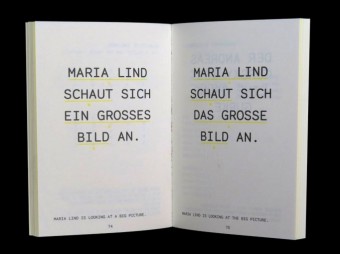 MARIA LIND
SCHAUT SICH
EIN GROSSES
BILD AN.
MARIA LIND IS LOOKING AT A BIG PICTURE.
MARIA LIND
SCHAUT SICH
DAS GROSSE
BILD AN.
MARIA LIND IS LOOKING AT THE BIG PICTURE.